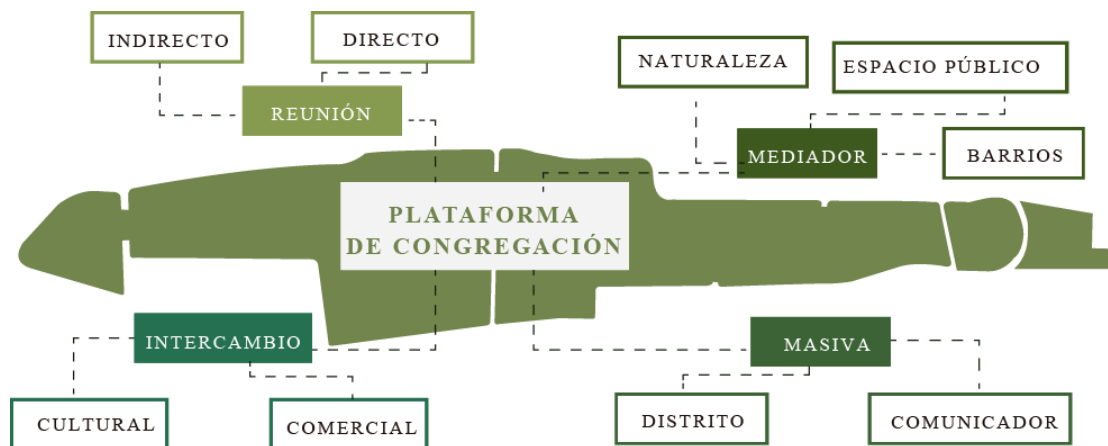 INDIRECTO
DIRECTO
REUNIÓN
NATURALEZA
ESPACIO PÚBLICO
MEDIADOR
BARRIOS
PLATAFORMA
DE CONGREGACIÓN
INTERCAMBIO
CULTURAL
COMERCIAL
MASIVA
DISTRITO
COMUNICADOR